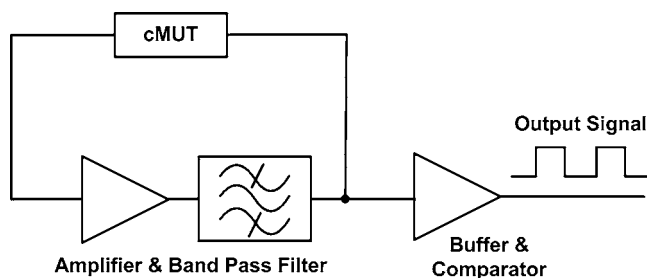 cMUT
Output Signal
Amplifier & Band Pass Filter
Buffer &
Comparator